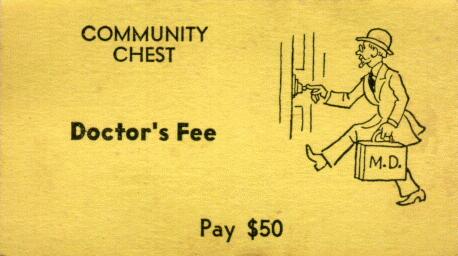 COMMUNITY
CHEST
Doctor's Fee
M.D.
Pay $50